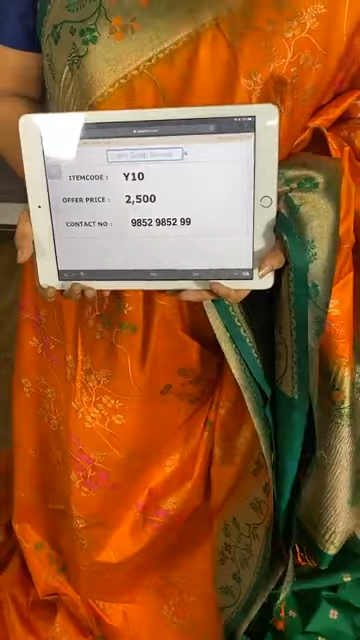 ITEMCODE : Y10
OFFER PRICE : 2,500
CONTACT NO : 9852 9852 99